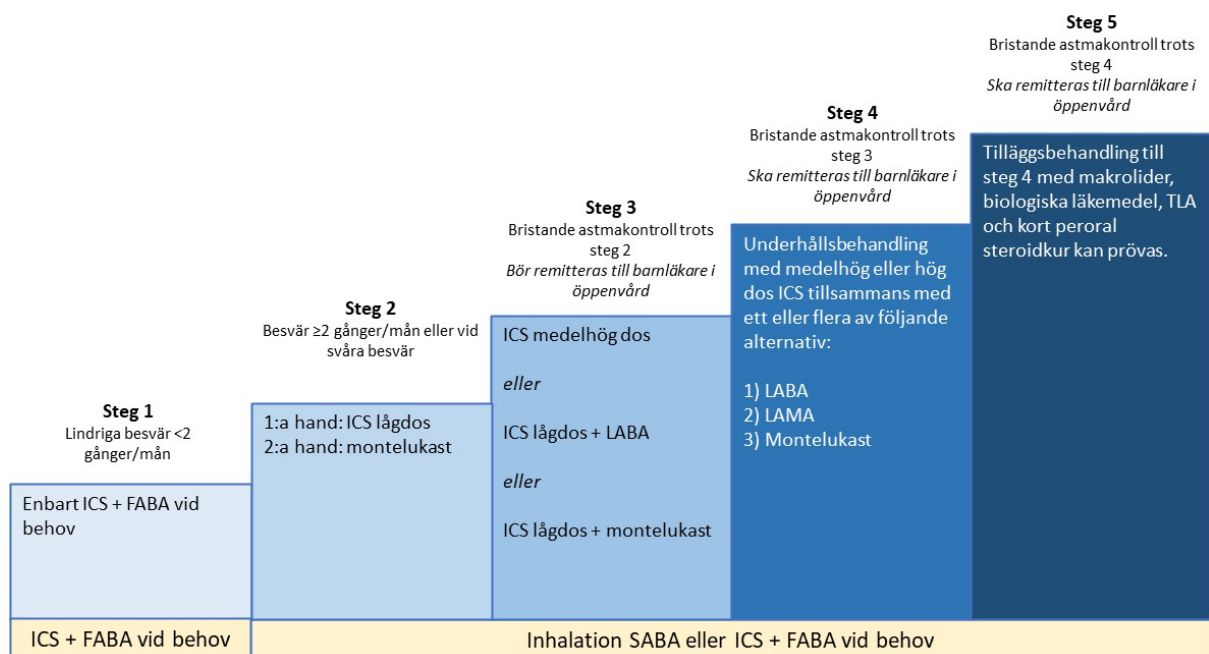 Steg 1
Lindriga besvär <2
gånger/mån
Enbart ICS + FABA vid
behov
Steg 2
Besvär ≥2 gånger/mån eller vid
svåra besvär
1:a hand: ICS lågdos
2:a hand: montelukast
Steg 3
Bristande astmakontroll trots
steg 2
Bör remitteras till barnläkare i
öppenvård
ICS medelhög dos
eller
ICS lågdos + LABA
eller
ICS lågdos + montelukast
Steg 4
Bristande astmakontroll trots
steg 3
Ska remitteras till barnläkare i
öppenvård
Underhållsbehandling
med medelhög eller hög
dos ICS tillsammans med
ett eller flera av följande
alternativ:
1) LABA
2) LAMA
3) Montelukast
Steg 5
Bristande astmakontroll trots
steg 4
Ska remitteras till barnläkare i
öppenvård
Tilläggsbehandling till
steg 4 med makrolider,
biologiska läkemedel, TLA
och kort peroral
steroidkur kan prövas.
ICS + FABA vid behov
Inhalation SABA eller ICS + FABA vid behov